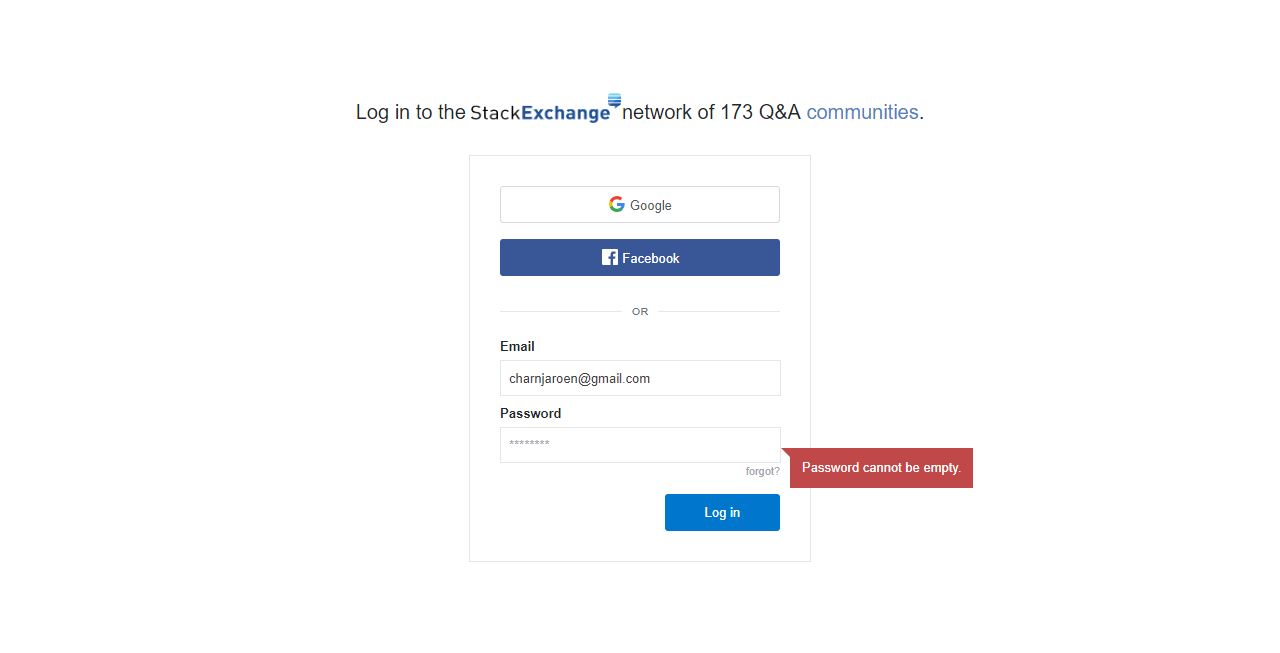 Log in to the StackExchange network of 173 Q&A communities.
Google
Facebook
OR
Email
charnjaroen@gmail.com
Password
********
Password cannot be empty.
forgot?
Log in